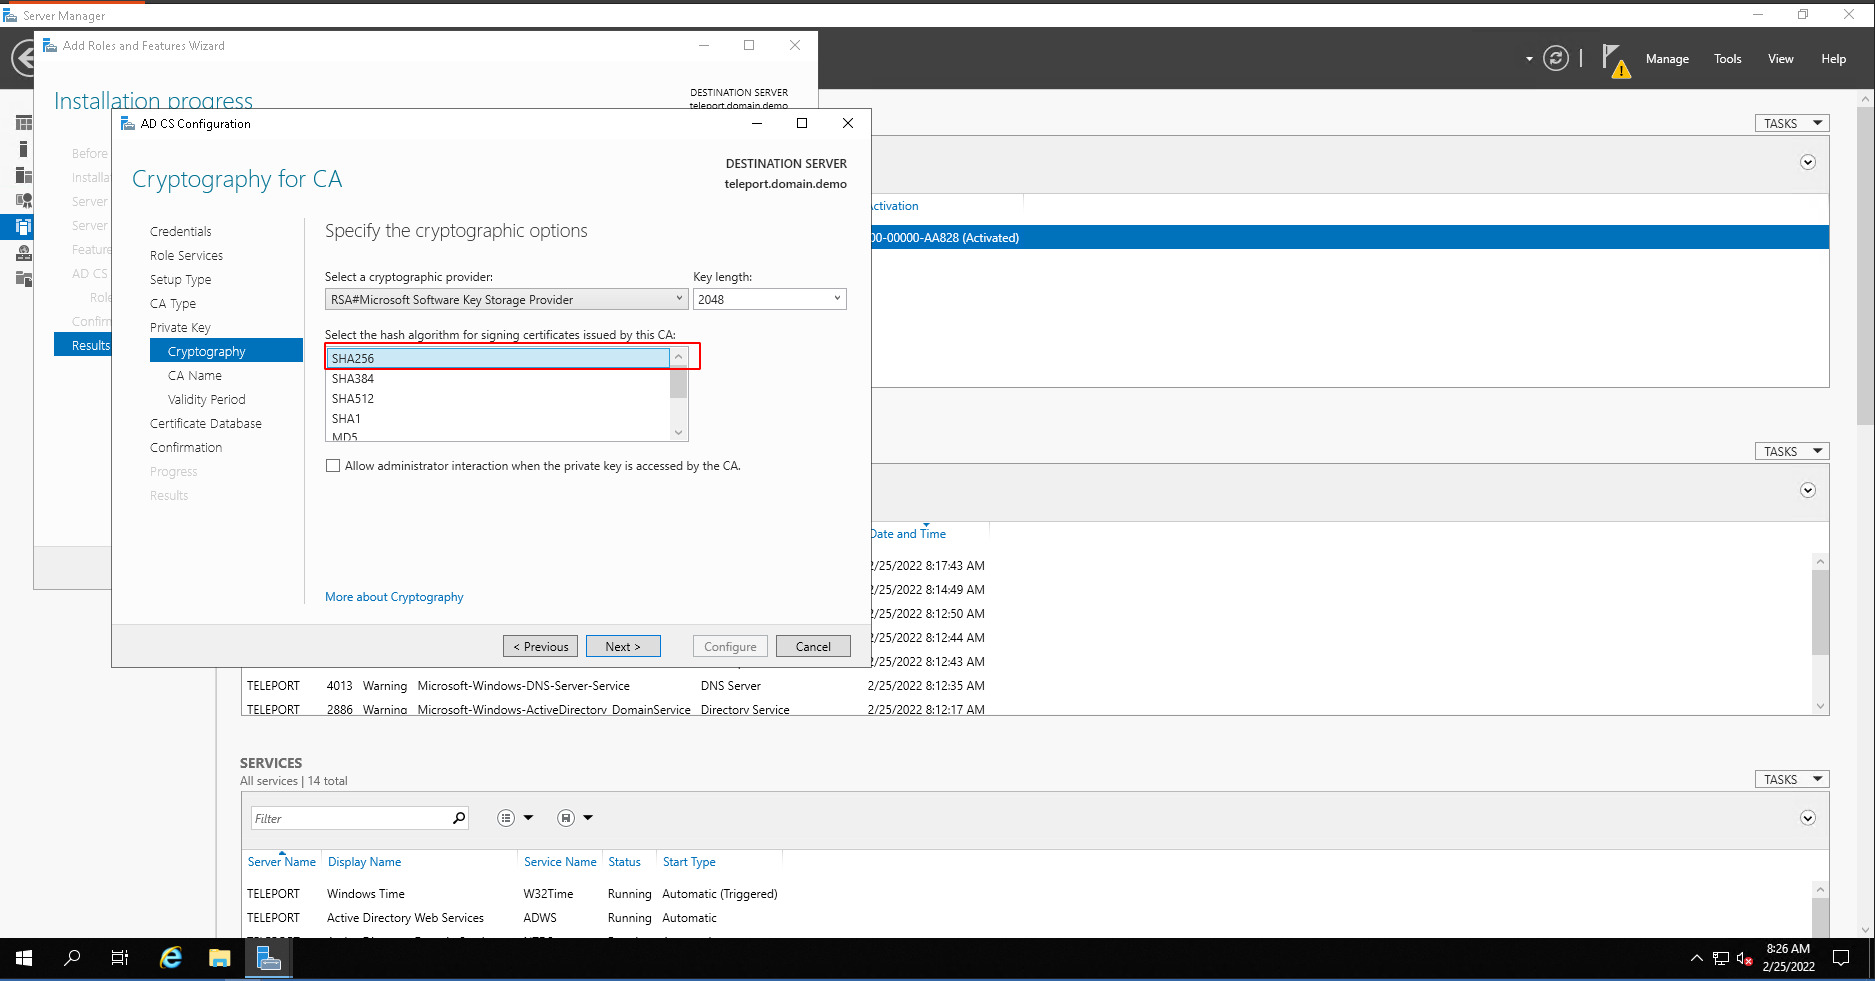 Server Manager
Manage
Tools
View
Help
Add Roles and Features Wizard
Installation progress
DESTINATION SERVER
teleport.domain.demo
Before
Installa
Server
Server
Feature
AD CS
Role
Confirm
Results
AD CS Configuration
Cryptography for CA
DESTINATION SERVER
teleport.domain.demo
Credentials
Role Services
Setup Type
CA Type
Private Key
Cryptography
CA Name
Validity Period
Certificate Database
Confirmation
Progress
Results
Specify the cryptographic options
Select a cryptographic provider:
Key length:
RSA#Microsoft Software Key Storage Provider
2048
Select the hash algorithm for signing certificates issued by this CA:
SHA256
SHA384
SHA512
SHA1
MD5
Allow administrator interaction when the private key is accessed by the CA.
More about Cryptography
< Previous
Next >
Configure
Cancel
TASKS
Activation
00-00000-AA828 (Activated)
TASKS
Date and Time
2/25/2022 8:17:43 AM
2/25/2022 8:14:49 AM
2/25/2022 8:12:50 AM
2/25/2022 8:12:44 AM
2/25/2022 8:12:43 AM
TELEPORT 4013 Warning Microsoft-Windows-DNS-Server-Service DNS Server 2/25/2022 8:12:35 AM
TELEPORT 2886 Warning Microsoft-Windows-ActiveDirectory_DomainService Directory Service 2/25/2022 8:12:17 AM
SERVICES
All services | 14 total
TASKS
Filter
Server Name Display Name Service Name Status Start Type
TELEPORT Windows Time W32Time Running Automatic (Triggered)
TELEPORT Active Directory Web Services ADWS Running Automatic
8:26 AM
2/25/2022